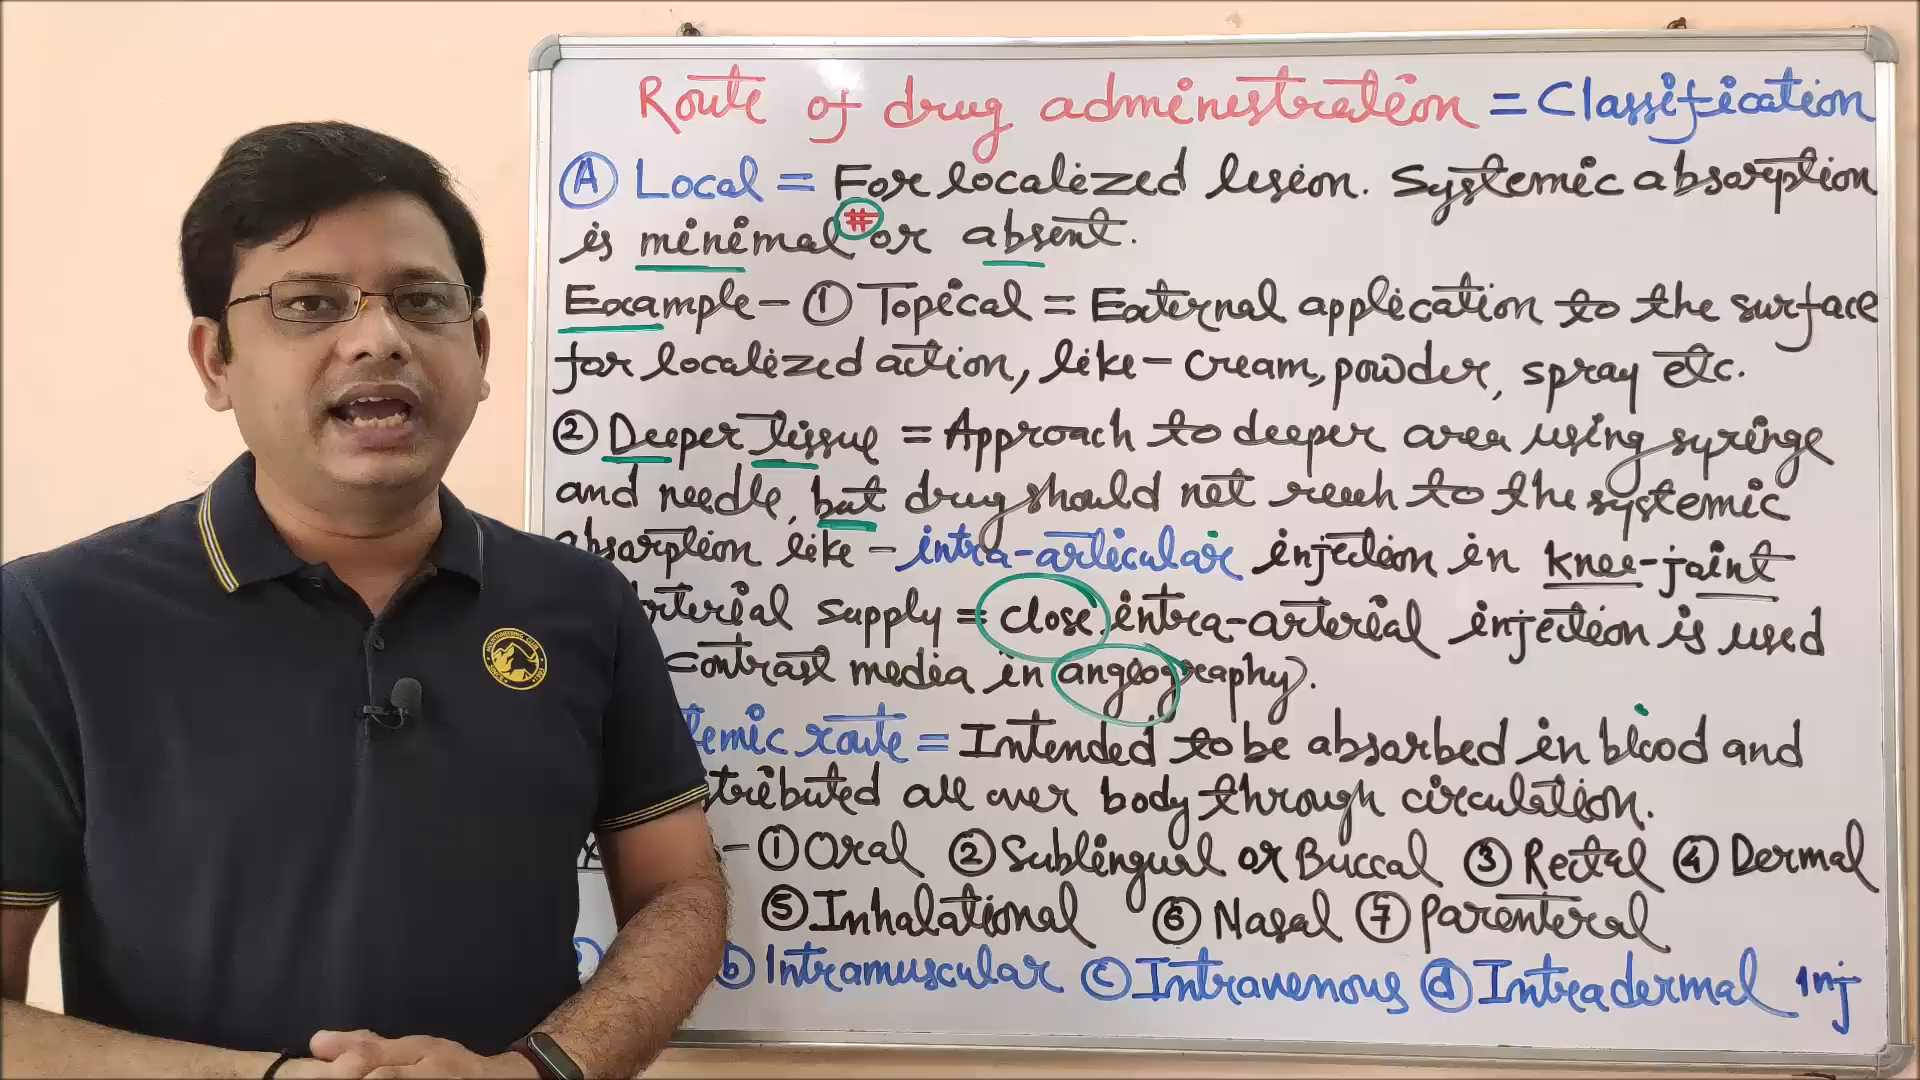 Route of drug administration = Classification
Ⓐ Local = For localized lesion. Systemic absorption
is minimal # or absent.
Example - ① Topical = External application to the surface
for localized action, like - cream, powder, spray etc.
② Deeper Tissue = Approach to deeper area using syringe
and needle, but drug should not reach to the systemic
absorption like - intra-articular injection in knee-joint
arterial supply = close intra-arterial injection is used
contrast media in angiography).
temic route = Intended to be absorbed in blood and
tributed all over body through circulation.
- ① Oral ② Sublingual or Buccal ③ Rectal ④ Dermal
⑤ Inhalational ⑥ Nasal ⑦ Parenteral
ⓑ Intramuscular ⓒ Intravenous ⓓ Intradermal inj